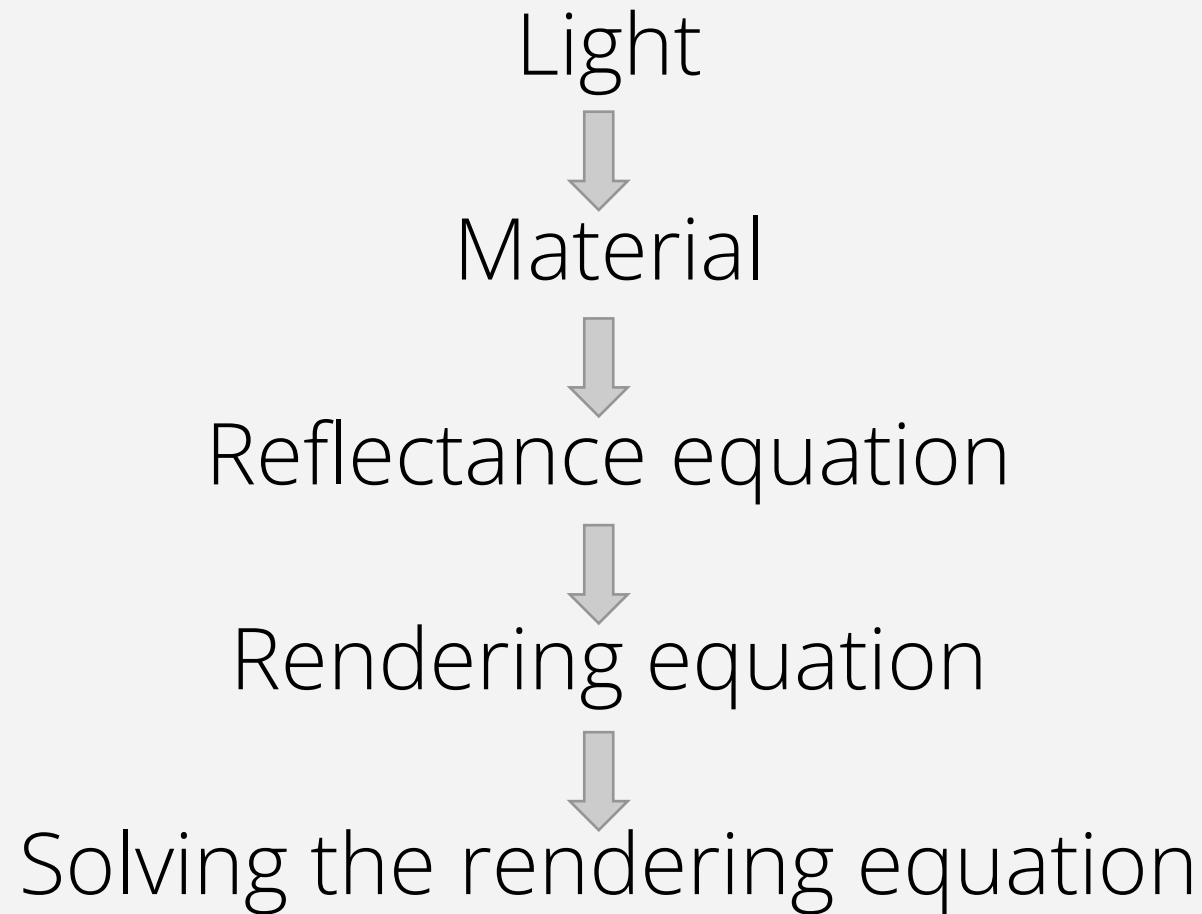 Light
Material
Reflectance equation
Rendering equation
Solving the rendering equation